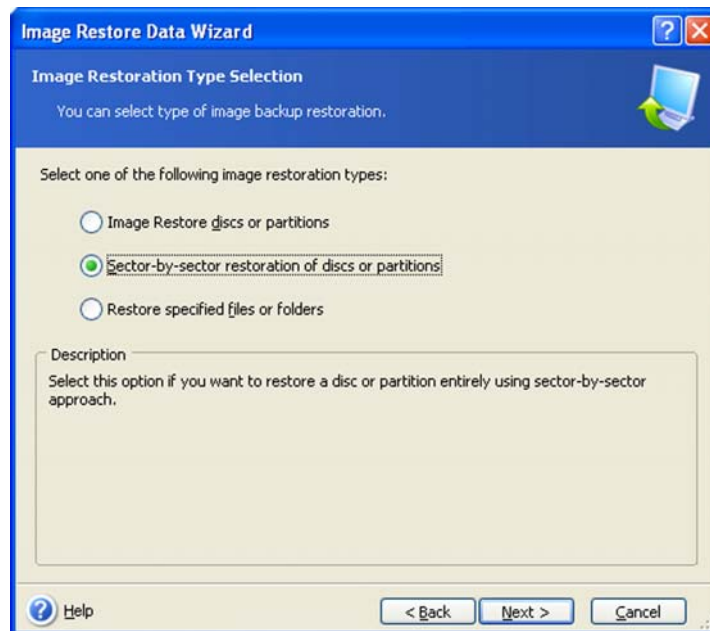 Image Restore Data Wizard
Image Restoration Type Selection
You can select type of image backup restoration.
Select one of the following image restoration types:
Image Restore discs or partitions
Sector-by-sector restoration of discs or partitions
Restore specified files or folders
Description
Select this option if you want to restore a disc or partition entirely using sector-by-sector
approach.
Help
< Back
Next >
Cancel